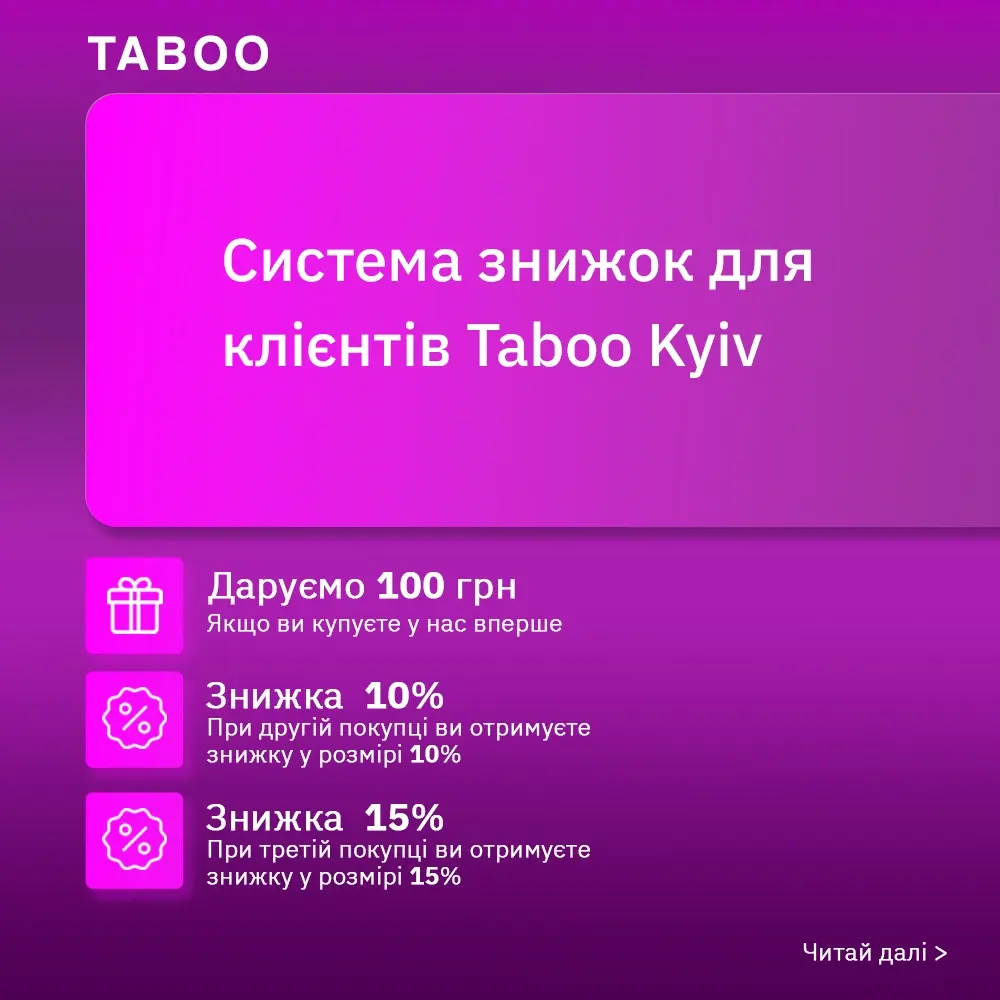 TABOO
Система знижок для
клієнтів Taboo Kyiv
Даруємо 100 грн
Якщо ви купуєте у нас вперше
Знижка 10%
При другій покупці ви отримуєте
знижку у розмірі 10%
Знижка 15%
При третій покупці ви отримуєте
знижку у розмірі 15%
Читай далі >